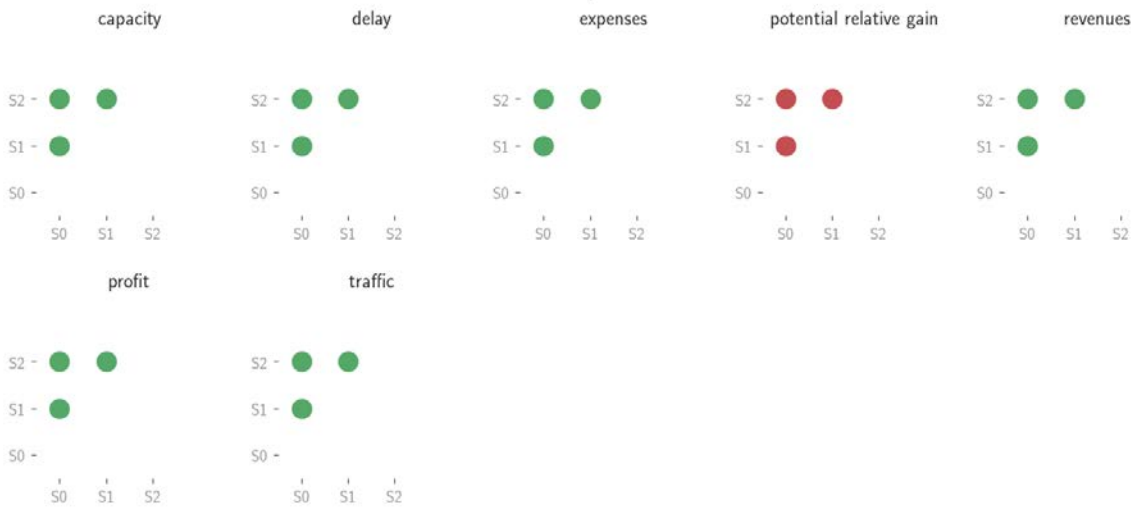 capacity delay expenses potential relative gain revenues
S2 S2 S2 S2 S2
S1 S1 S1 S1 S1
S0 S0 S0 S0 S0
S0 S1 S2 S0 S1 S2 S0 S1 S2 S0 S1 S2 S0 S1 S2
profit traffic
S2 S2
S1 S1
S0 S0
S0 S1 S2 S0 S1 S2